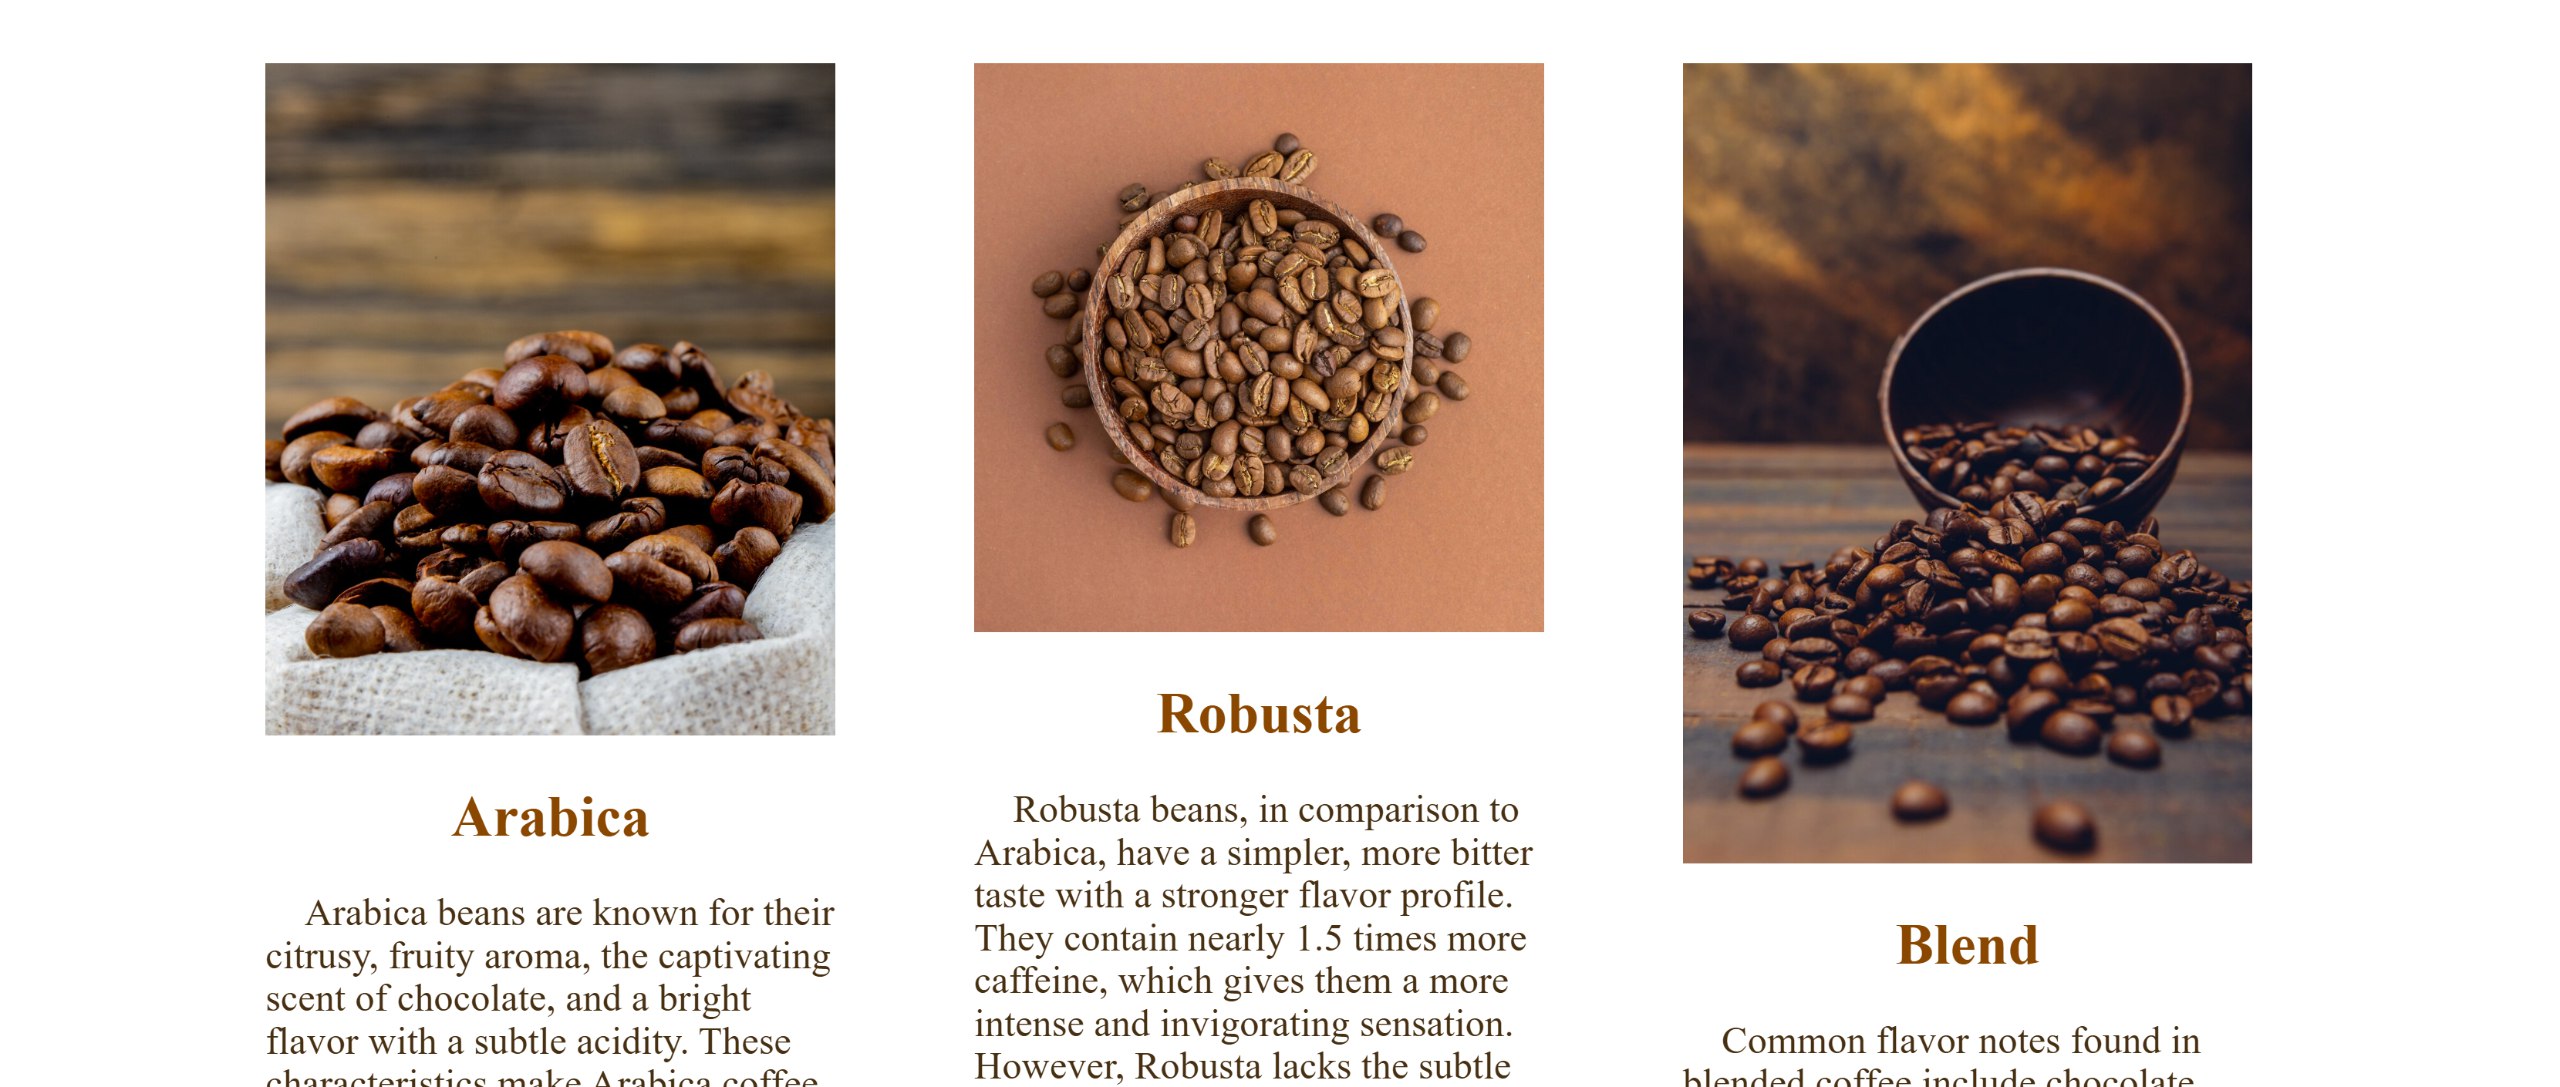 Arabica
Arabica beans are known for their
citrusy, fruity aroma, the captivating
scent of chocolate, and a bright
flavor with a subtle acidity. These
characteristics make Arabica coffee
Robusta
Robusta beans, in comparison to
Arabica, have a simpler, more bitter
taste with a stronger flavor profile.
They contain nearly 1.5 times more
caffeine, which gives them a more
intense and invigorating sensation.
However, Robusta lacks the subtle
Blend
Common flavor notes found in
blended coffee include chocolate,